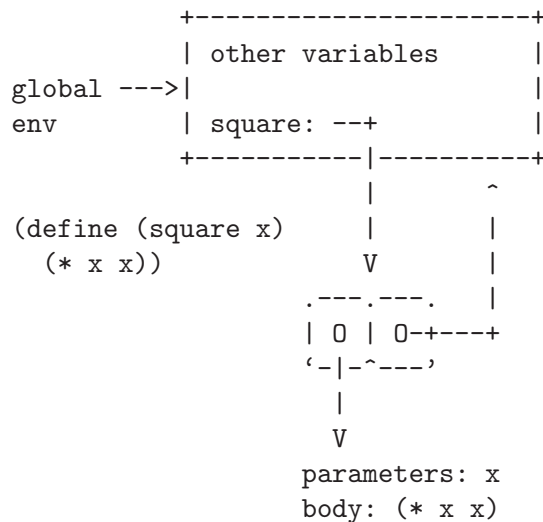 +----------------------+
| other variables      |
global --->|                      |
env        | square: --+          |
+-----------|----------+
|       ^
(define (square x)     |       |
(* x x))             V       |
.---.---.   |
| O | O-+---+
‘-|-^---’
|
V
parameters: x
body: (* x x)